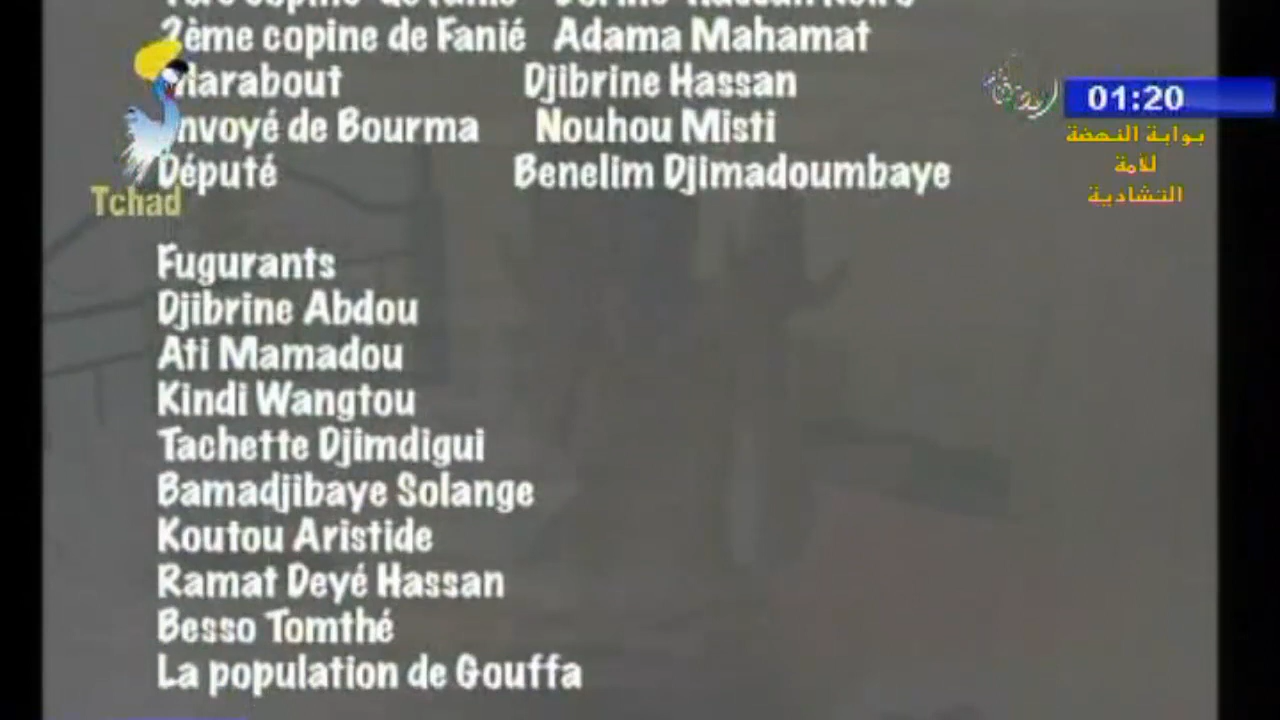 2ème copine de Fanié Adama Mahamat
Marabout Djibrine Hassan
Envoyé de Bourma Nouhou Misti
Député Benelim Djimadoumbaye
Tchad
01:20
بوابة النهضة
للأمة
التشادية
Fugurants
Djibrine Abdou
Ati Mamadou
Kindi Wangtou
Tachette Djimdigui
Bamadjibaye Solange
Koutou Aristide
Ramat Deyé Hassan
Besso Tomthé
La population de Gouffa